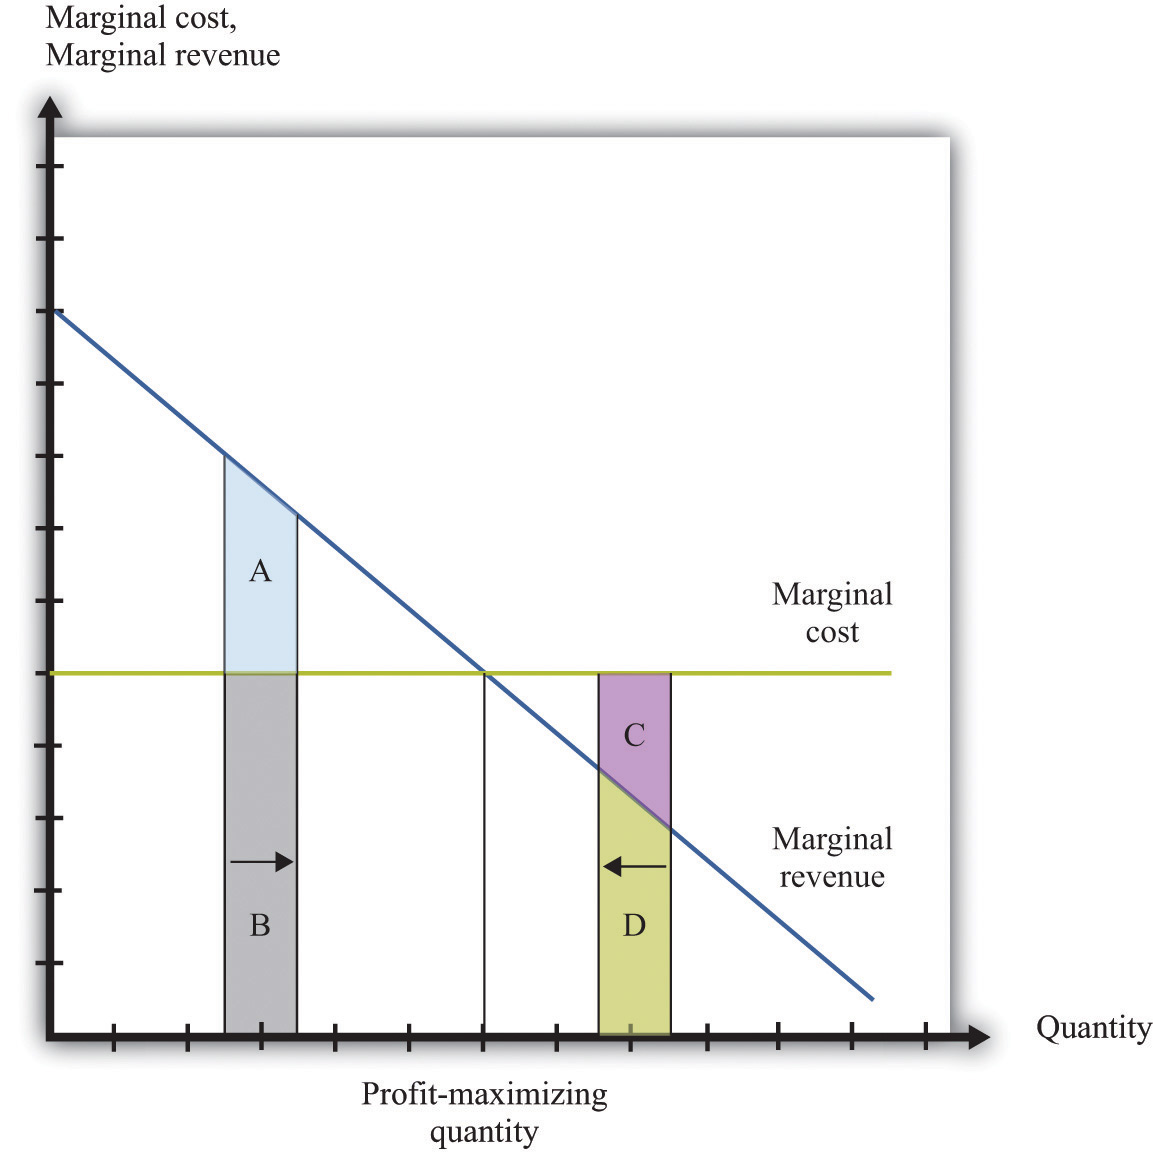 Marginal cost,
Marginal revenue
A
Marginal
cost
C
Marginal
revenue
B
D
Quantity
Profit-maximizing
quantity